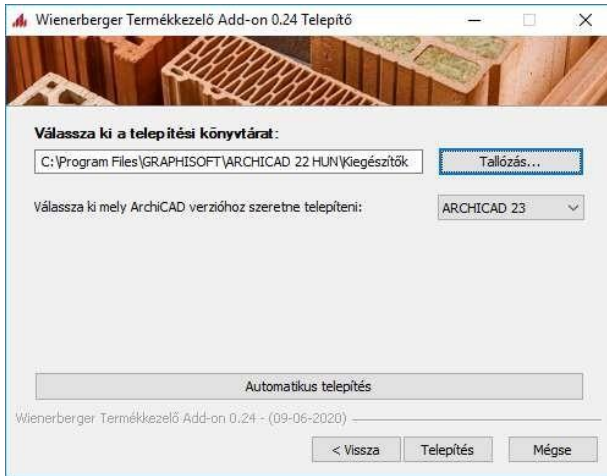 Wienerberger Termékkezelő Add-on 0.24 Telepítő
Válassza ki a telepítési könyvtárat:
C:\Program Files\GRAPHISOFT\ARCHICAD 22 HUN\Kiegészítők
Tallózás...
Válassza ki mely ArchiCAD verzióhoz szeretne telepíteni:
ARCHICAD 23
Automatikus telepítés
Wienerberger Termékkezelő Add-on 0.24 - (09-06-2020)
< Vissza
Telepítés
Mégse